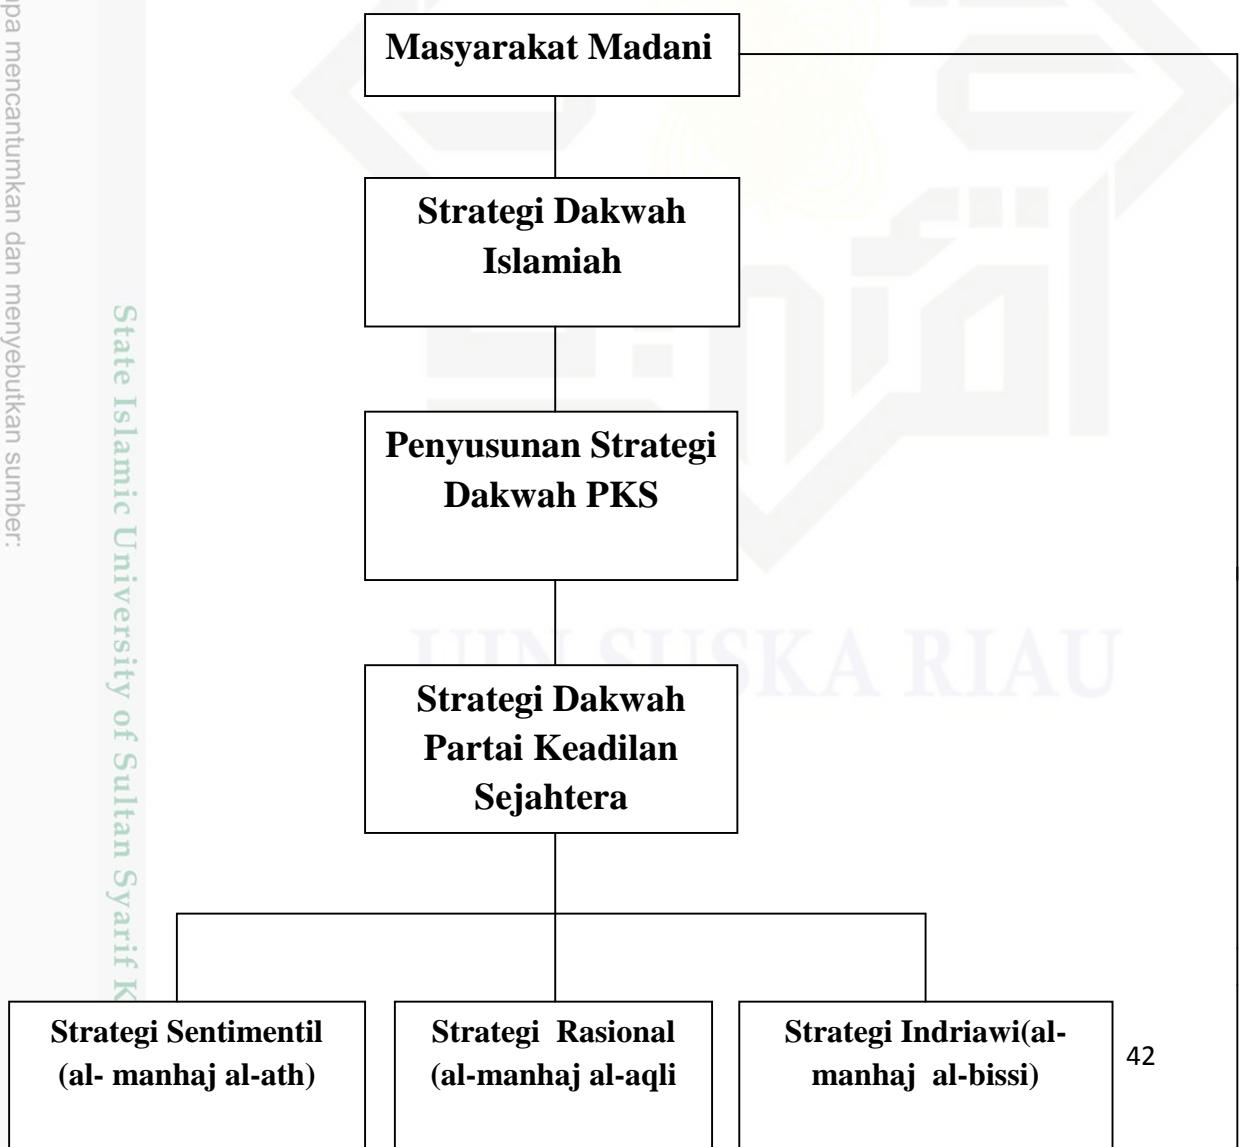 Masyarakat Madani
Strategi Dakwah
Islamiah
Penyusunan Strategi
Dakwah PKS
Strategi Dakwah
Partai Keadilan
Sejahtera
Strategi Sentimentil
(al- manhaj al-ath)
Strategi Rasional
(al-manhaj al-aqli
Strategi Indriawi(al-
manhaj al-bissi)
42
UIN SUSKA RIAU
State Islamic University of Sultan Syarif K
mencantumkan dan menyebutkan sumber: